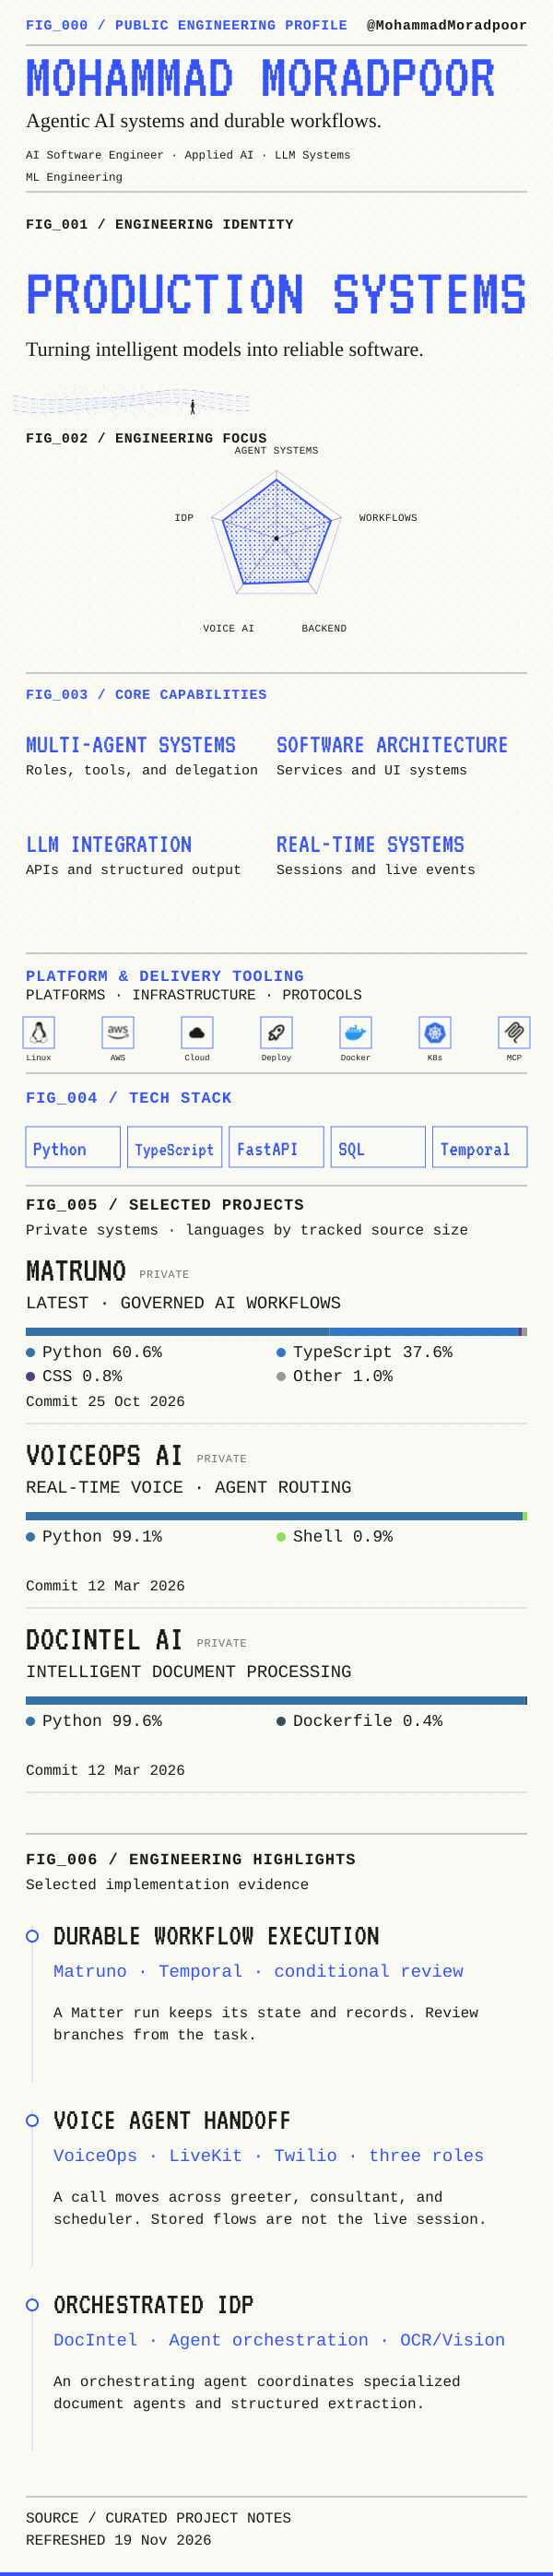 FIG_000 / PUBLIC ENGINEERING PROFILE @MohammadMoradpoor
MOHAMMAD MORADPOOR
Agentic AI systems and durable workflows.
AI Software Engineer · Applied AI · LLM Systems
ML Engineering
FIG_001 / ENGINEERING IDENTITY
PRODUCTION SYSTEMS
Turning intelligent models into reliable software.
FIG_002 / ENGINEERING FOCUS
AGENT SYSTEMS
IDP
WORKFLOWS
VOICE AI
BACKEND
FIG_003 / CORE CAPABILITIES
MULTI-AGENT SYSTEMS
Roles, tools, and delegation
SOFTWARE ARCHITECTURE
Services and UI systems
LLM INTEGRATION
APIs and structured output
REAL-TIME SYSTEMS
Sessions and live events
PLATFORM & DELIVERY TOOLING
PLATFORMS · INFRASTRUCTURE · PROTOCOLS
aws
Linux
AWS
Cloud
Deploy
Docker
K8s
MCP
FIG_004 / TECH STACK
Python
TypeScript
FastAPI
SQL
Temporal
FIG_005 / SELECTED PROJECTS
Private systems · languages by tracked source size
MATRUNO PRIVATE
LATEST · GOVERNED AI WORKFLOWS
Python 60.6%
TypeScript 37.6%
CSS 0.8%
Other 1.0%
Commit 25 Oct 2026
VOICEOPS AI PRIVATE
REAL-TIME VOICE · AGENT ROUTING
Python 99.1%
Shell 0.9%
Commit 12 Mar 2026
DOCINTEL AI PRIVATE
INTELLIGENT DOCUMENT PROCESSING
Python 99.6%
Dockerfile 0.4%
Commit 12 Mar 2026
FIG_006 / ENGINEERING HIGHLIGHTS
Selected implementation evidence
DURABLE WORKFLOW EXECUTION
Matruno · Temporal · conditional review
A Matter run keeps its state and records. Review
branches from the task.
VOICE AGENT HANDOFF
VoiceOps · LiveKit · Twilio · three roles
A call moves across greeter, consultant, and
scheduler. Stored flows are not the live session.
ORCHESTRATED IDP
DocIntel · Agent orchestration · OCR/Vision
An orchestrating agent coordinates specialized
document agents and structured extraction.
SOURCE / CURATED PROJECT NOTES
REFRESHED 19 Nov 2026